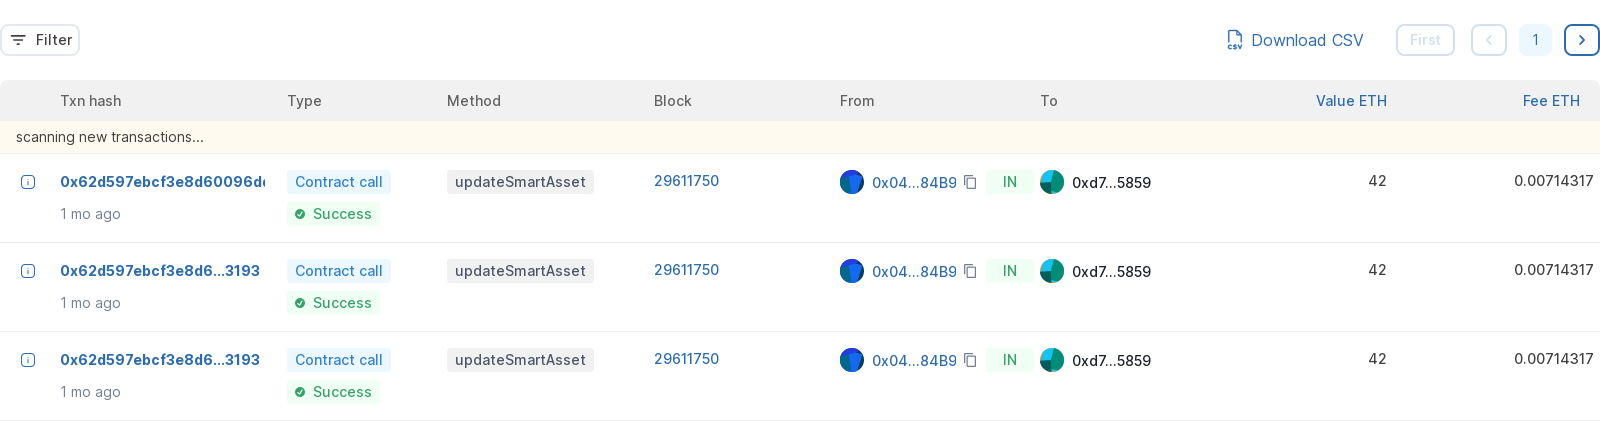 Filter Download CSV First 1
Txn hash Type Method Block From To Value ETH Fee ETH
scanning new transactions...
0x62d597ebcf3e8d60096d Contract call updateSmartAsset 29611750 0x04...84B9 IN 0xd7...5859 42 0.00714317
1 mo ago Success
0x62d597ebcf3e8d6...3193 Contract call updateSmartAsset 29611750 0x04...84B9 IN 0xd7...5859 42 0.00714317
1 mo ago Success
0x62d597ebcf3e8d6...3193 Contract call updateSmartAsset 29611750 0x04...84B9 IN 0xd7...5859 42 0.00714317
1 mo ago Success